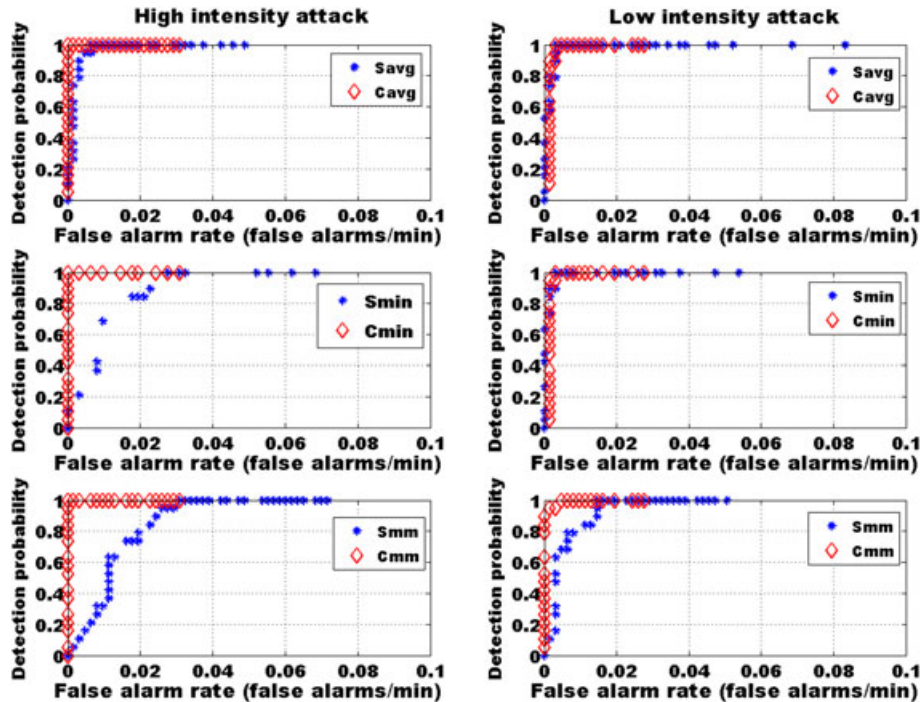 High intensity attack
Low intensity attack
Detection probability
1
0.8
0.6
0.4
0.2
0
Savg
Cavg
0 0.02 0.04 0.06 0.08 0.1
False alarm rate (false alarms/min)
Detection probability
1
0.8
0.6
0.4
0.2
0
Savg
Cavg
0 0.02 0.04 0.06 0.08 0.1
False alarm rate (false alarms/min)
Detection probability
1
0.8
0.6
0.4
0.2
0
Smin
Cmin
0 0.02 0.04 0.06 0.08 0.1
False alarm rate (false alarms/min)
Detection probability
1
0.8
0.6
0.4
0.2
0
Smin
Cmin
0 0.02 0.04 0.06 0.08 0.1
False alarm rate (false alarms/min)
Detection probability
1
0.8
0.6
0.4
0.2
0
Smm
Cmm
0 0.02 0.04 0.06 0.08 0.1
False alarm rate (false alarms/min)
Detection probability
1
0.8
0.6
0.4
0.2
0
Smm
Cmm
0 0.02 0.04 0.06 0.08 0.1
False alarm rate (false alarms/min)